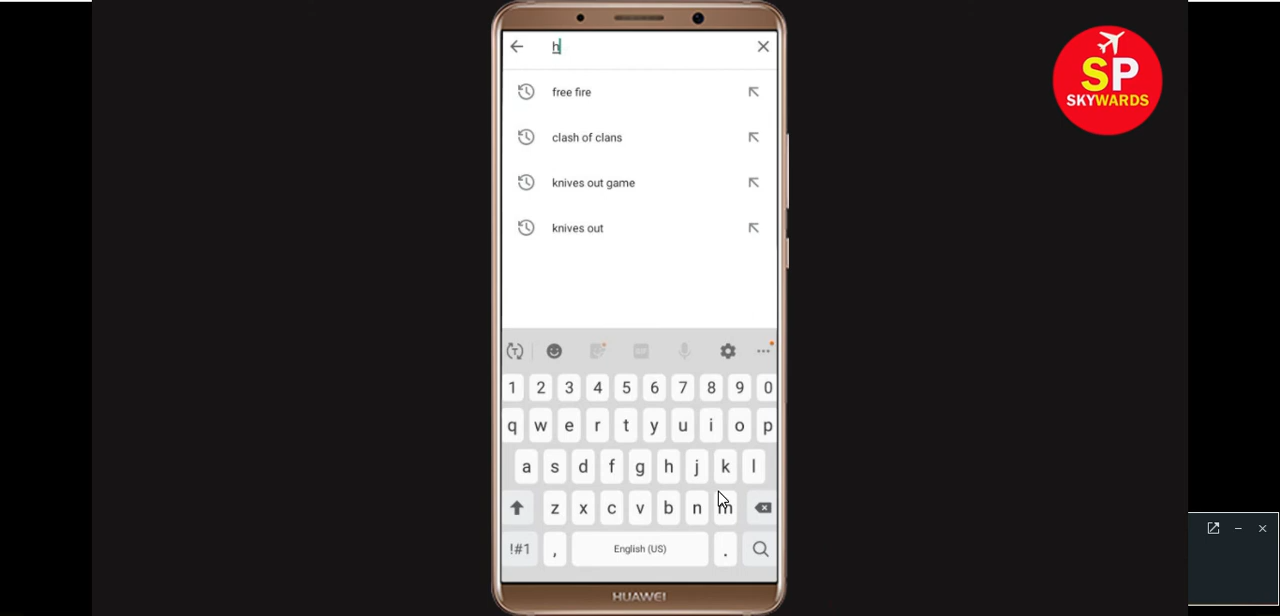 h
free fire
clash of clans
knives out game
knives out
1 2 3 4 5 6 7 8 9 0
q w e r t y u i o p
a s d f g h j k l
z x c v b n m
!#1 , English (US) .
HUAWEI
SP
SKYWARDS